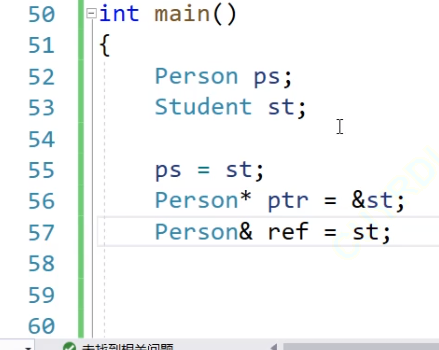 50 int main()
51 {
52 Person ps;
53 Student st;
54
55 ps = st;
56 Person* ptr = &st;
57 Person& ref = st;
58
59
60
未找到相关问题